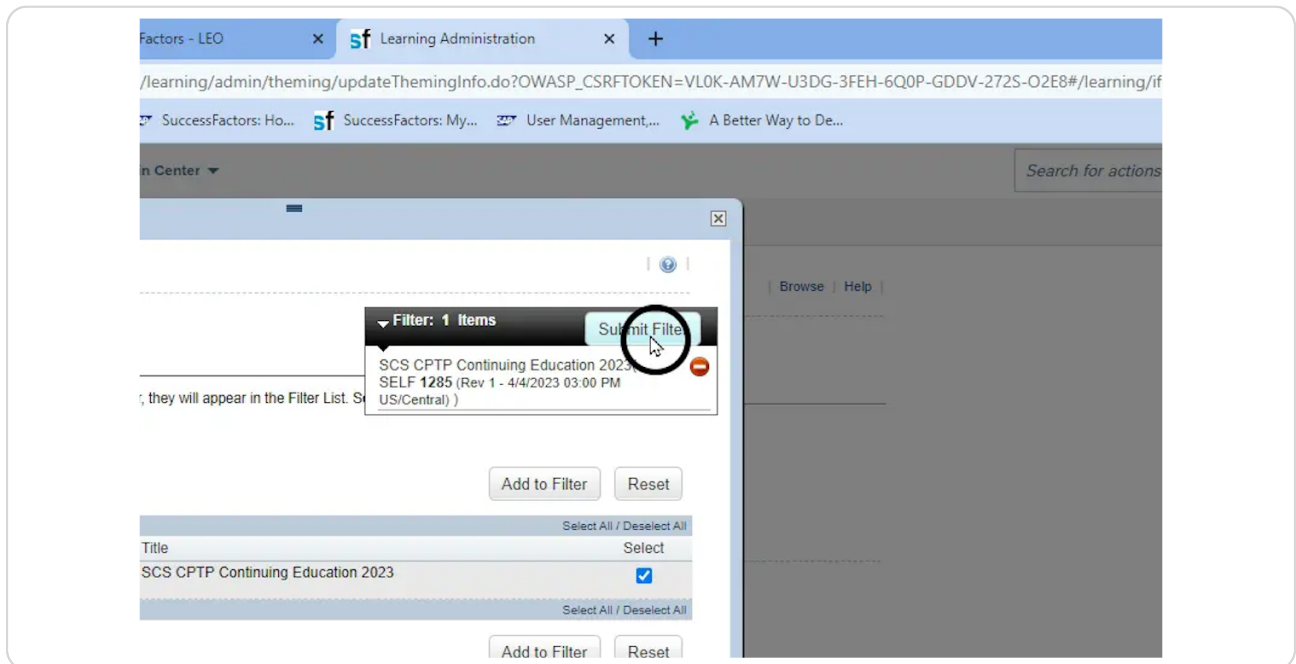 Factors - LEO
sf Learning Administration
/learning/admin/theming/updateThemingInfo.do?OWASP_CSRFTOKEN=VL0K-AM7W-U3DG-3FEH-6Q0P-GDDV-272S-O2E8#/learning/if
SuccessFactors: Ho... sf SuccessFactors: My... User Management,... A Better Way to De...
n Center
Search for actions
Browse | Help
Filter: 1 Items
Submit Filter
SCS CPTP Continuing Education 2023(
SELF 1285 (Rev 1 - 4/4/2023 03:00 PM
US/Central) )
, they will appear in the Filter List.
Add to Filter Reset
Select All / Deselect All
Title Select
SCS CPTP Continuing Education 2023
Select All / Deselect All
Add to Filter Reset